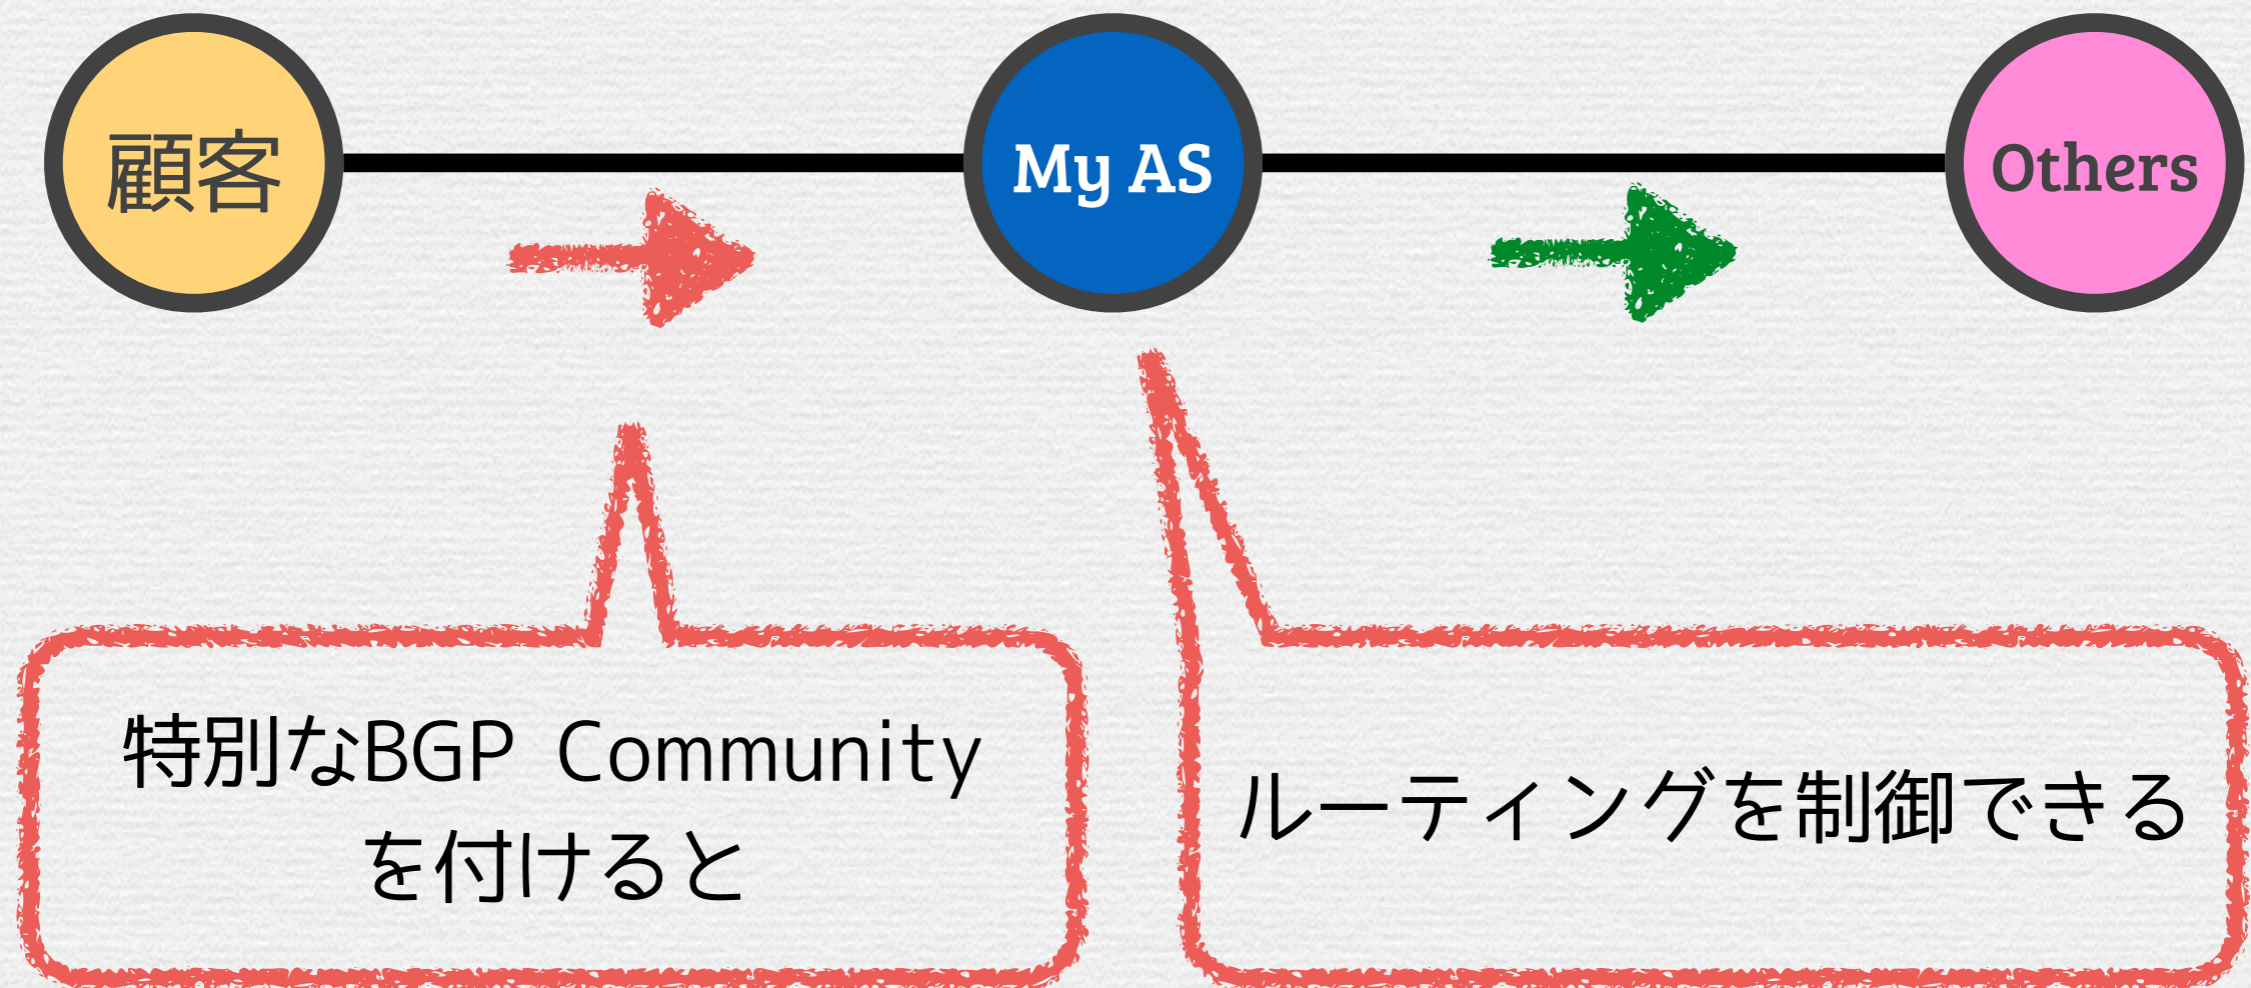 顧客
My AS
Others
特別なBGP Community
を付けると
ルーティングを制御できる